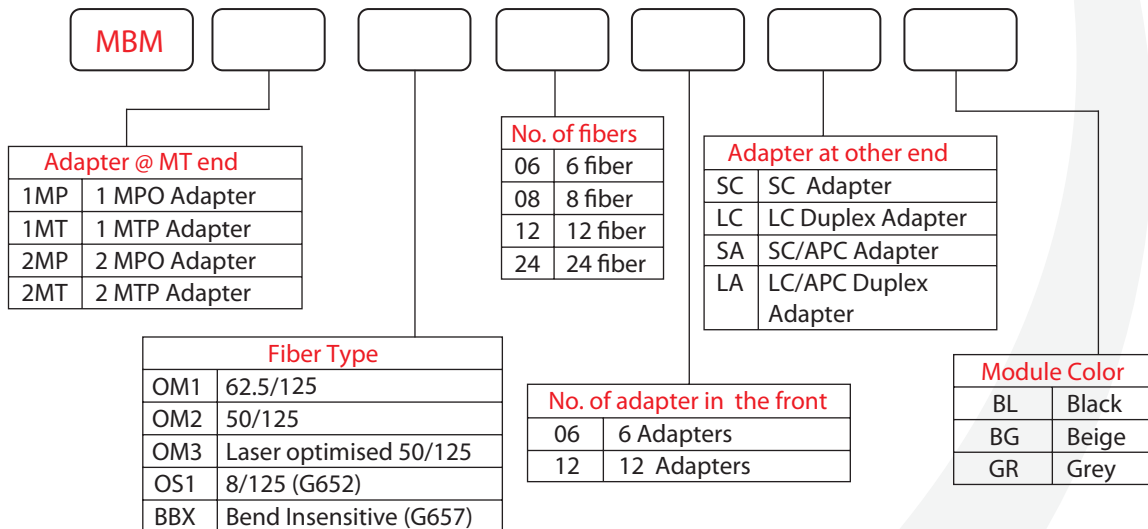 MBM
Adapter @ MT end
1MP 1 MPO Adapter
1MT 1 MTP Adapter
2MP 2 MPO Adapter
2MT 2 MTP Adapter
Fiber Type
OM1 62.5/125
OM2 50/125
OM3 Laser optimised 50/125
OS1 8/125 (G652)
BBX Bend Insensitive (G657)
No. of fibers
06 6 fiber
08 8 fiber
12 12 fiber
24 24 fiber
No. of adapter in the front
06 6 Adapters
12 12 Adapters
Adapter at other end
SC SC Adapter
LC LC Duplex Adapter
SA SC/APC Adapter
LA LC/APC Duplex
Adapter
Module Color
BL Black
BG Beige
GR Grey